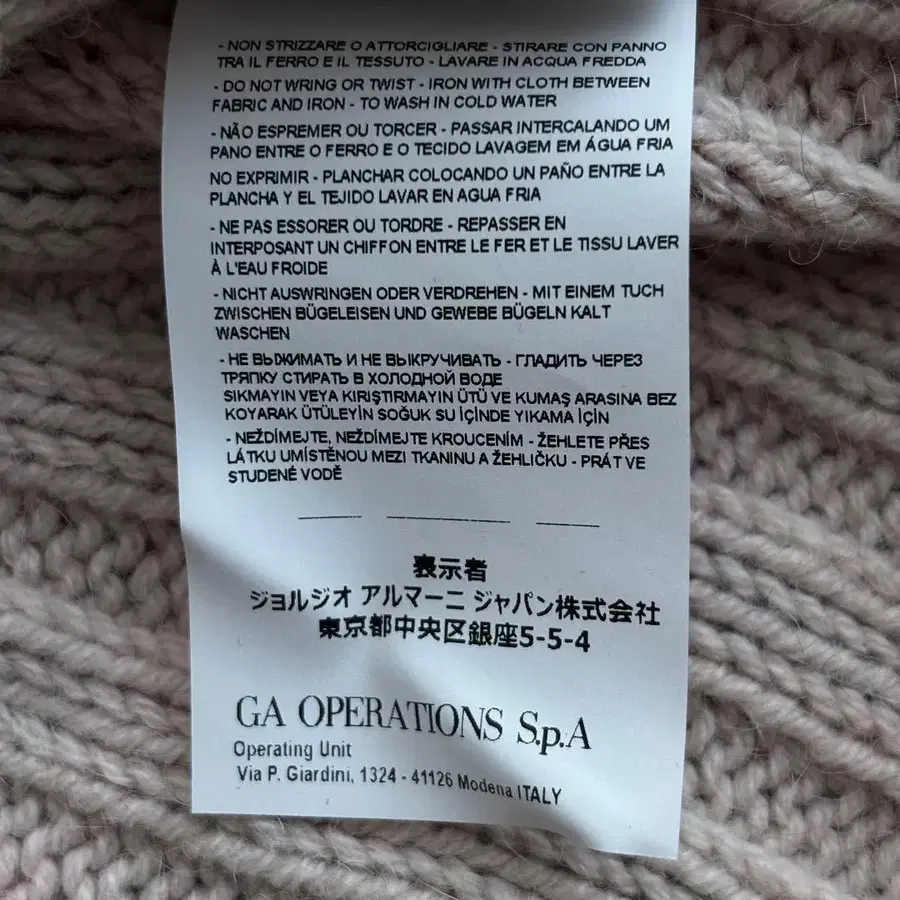 - NON STRIZZARE O ATTORCIGLIARE - STIRARE CON PANNO
TRA IL FERRO E IL TESSUTO - LAVARE IN ACQUA FREDDA
- DO NOT WRING OR TWIST - IRON WITH CLOTH BETWEEN
FABRIC AND IRON - TO WASH IN COLD WATER
- NÃO ESPREMER OU TORCER - PASSAR INTERCALANDO UM
PANO ENTRE O FERRO E O TECIDO LAVAGEM EM ÁGUA FRIA
NO EXPRIMIR - PLANCHAR COLOCANDO UN PAÑO ENTRE LA
PLANCHA Y EL TEJIDO LAVAR EN AGUA FRIA
- NE PAS ESSORER OU TORDRE - REPASSER EN
INTERPOSANT UN CHIFFON ENTRE LE FER ET LE TISSU LAVER
À L'EAU FROIDE
- NICHT AUSWRINGEN ODER VERDREHEN - MIT EINEM TUCH
ZWISCHEN BÜGELEISEN UND GEWEBE BÜGELN KALT
WASCHEN
- НЕ ВЫЖИМАТЬ И НЕ ВЫКРУЧИВАТЬ - ГЛАДИТЬ ЧЕРЕЗ
ТРЯПКУ СТИРАТЬ В ХОЛОДНОЙ ВОДЕ
SIKMAYIN VEYA KIRIŞTIRMAYIN ÜTÜ VE KUMAŞ ARASINA BEZ
KOYARAK ÜTÜLEYİN SOĞUK SU İÇİNDE YIKAMA İÇİN
- NEŽDÍMEJTE, NEŽDÍMEJTE KROUCENÍM - ŽEHLETE PŘES
LÁTKU UMÍSTĚNOU MEZI TKANINU A ŽEHLIČKU - PRÁT VE
STUDENÉ VODĚ
表示者
ジョルジオ アルマーニ ジャパン株式会社
東京都中央区銀座5-5-4
GA OPERATIONS S.p.A
Operating Unit
Via P. Giardini, 1324 - 41126 Modena ITALY